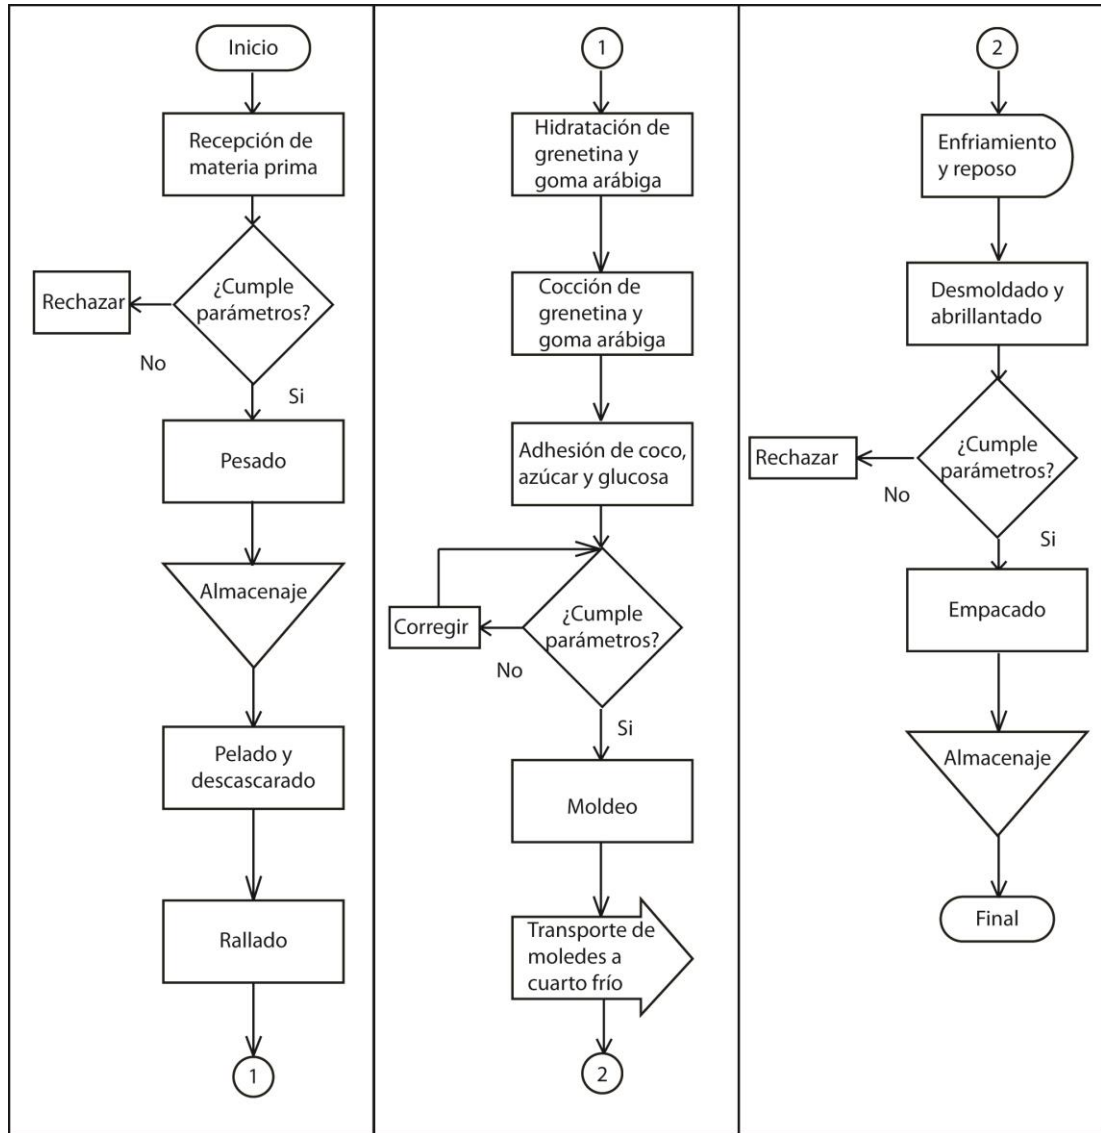 Inicio
Recepción de
materia prima
¿Cumple
parámetros?
Rechazar
No
Si
Pesado
Almacenaje
Pelado y
descascarado
Rallado
1
1
Hidratación de
grenetina y
goma arábiga
Cocción de
grenetina y
goma arábiga
Adhesión de coco,
azúcar y glucosa
¿Cumple
parámetros?
Corregir
No
Si
Moldeo
Transporte de
moledes a
cuarto frío
2
2
Enfriamiento
y reposo
Desmoldado y
abrillantado
¿Cumple
parámetros?
Rechazar
No
Si
Empacado
Almacenaje
Final